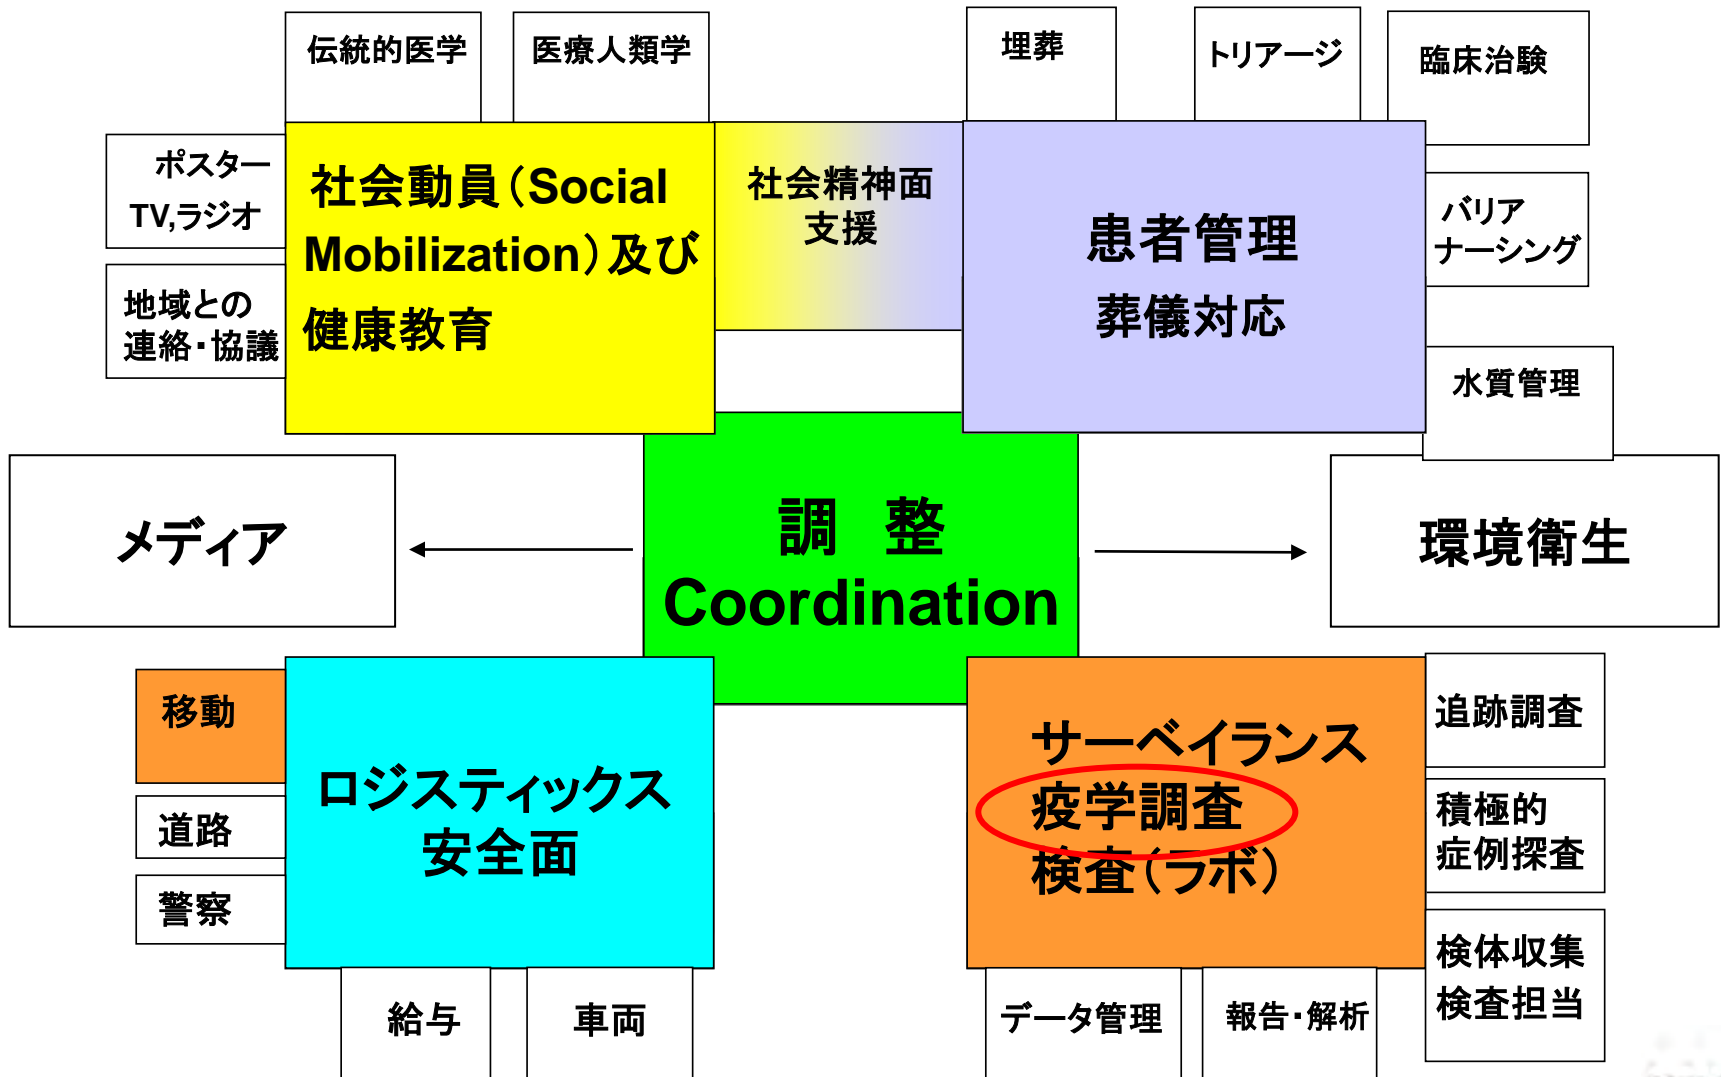 伝統的医学
医療人類学
埋葬
トリアージ
臨床治験
ポスター
TV,ラジオ
地域との
連絡・協議
社会動員（Social
Mobilization）及び
健康教育
社会精神面
支援
患者管理
葬儀対応
バリア
ナーシング
水質管理
メディア
調　整
Coordination
環境衛生
移動
道路
警察
ロジスティックス
安全面
給与
車両
サーベイランス
疫学調査
検査（ラボ）
追跡調査
積極的
症例探査
検体収集
検査担当
データ管理
報告・解析